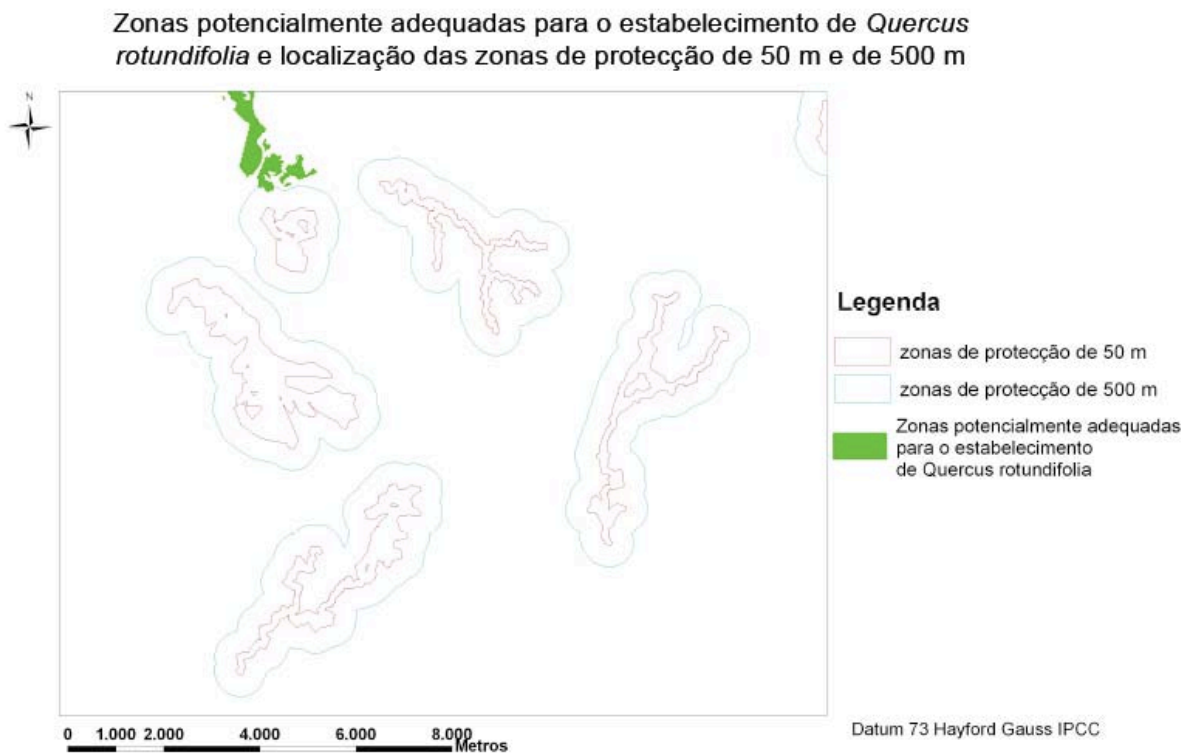 Zonas potencialmente adequadas para o estabelecimento de Quercus
rotundifolia e localização das zonas de protecção de 50 m e de 500 m
N
Legenda
zonas de protecção de 50 m
zonas de protecção de 500 m
Zonas potencialmente adequadas
para o estabelecimento
de Quercus rotundifolia
0 1.000 2.000 4.000 6.000 8.000
Metros
Datum 73 Hayford Gauss IPCC